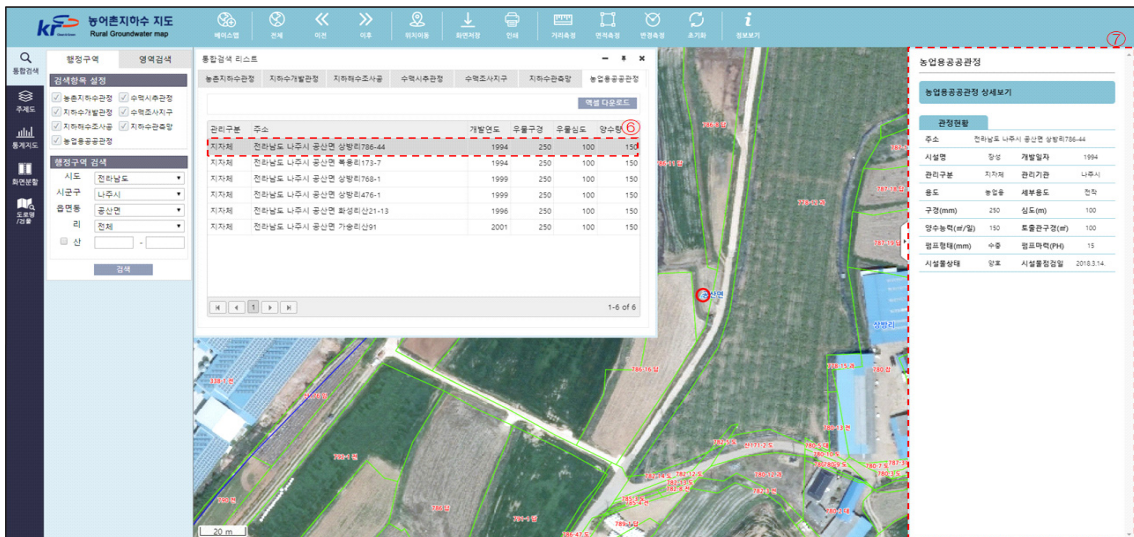 농어촌지하수 지도
Rural Groundwater map
베이스맵 전체 이전 이후 위치이동 화면저장 인쇄 거리측정 면적측정 반경측정 초기화 정보보기
통합검색
주제도
통계지도
화면분할
도로명
/건물
행정구역 영역검색
검색항목 설정
농촌지하수관정 수맥시추관정
지하수개발관정 수맥조사지구
지하해수조사공 지하수관측망
농업용공공관정
행정구역 검색
시도 전라남도
시군구 나주시
읍면동 공산면
리 전체
산 -
검색
통합검색 리스트
농촌지하수관정 지하수개발관정 지하해수조사공 수맥시추관정 수맥조사지구 지하수관측망 농업용공공관정
엑셀 다운로드
관리구분 주소 개발연도 우물구경 우물심도 양수량 ⑥
지자체 전라남도 나주시 공산면 상방리786-44 1994 250 100 150
지자체 전라남도 나주시 공산면 복용리173-7 1994 250 100 150
지자체 전라남도 나주시 공산면 상방리768-1 1999 250 100 150
지자체 전라남도 나주시 공산면 상방리476-1 1999 250 100 150
지자체 전라남도 나주시 공산면 화성리산21-13 1996 250 100 150
지자체 전라남도 나주시 공산면 가송리산91 2001 250 100 150
1
1-6 of 6
공산면
상방리
786-16 답
20 m
⑦
농업용공공관정
농업용공공관정 상세보기
관정현황
주소 전라남도 나주시 공산면 상방리786-44
시설명 장성 개발일자 1994
관리구분 지자체 관리기관 나주시
용도 농업용 세부용도 전작
구경(mm) 250 심도(m) 100
양수능력(㎥/일) 150 토출관구경(㎡) 100
펌프형태(mm) 수중 펌프마력(PH) 15
시설물상태 양호 시설물점검일 2018.3.14.